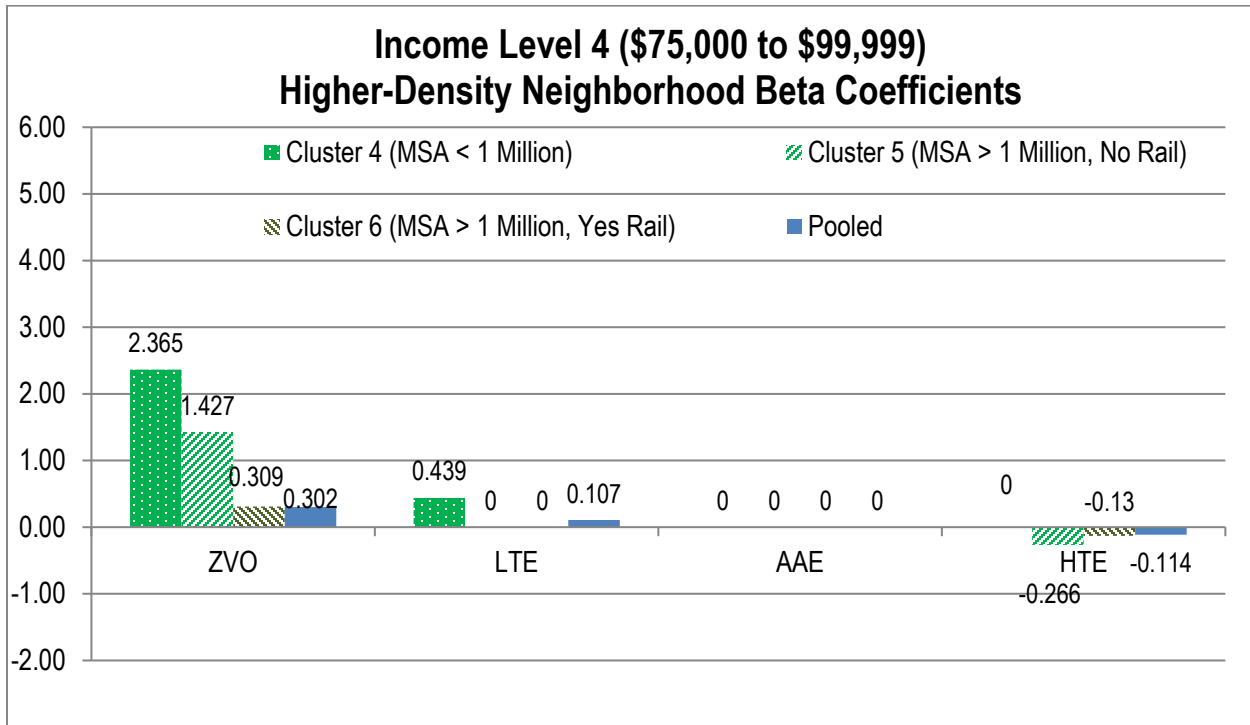 Income Level 4 ($75,000 to $99,999)
Higher-Density Neighborhood Beta Coefficients
6.00
5.00
4.00
3.00
2.00
1.00
0.00
-1.00
-2.00
Cluster 4 (MSA < 1 Million)
Cluster 5 (MSA > 1 Million, No Rail)
Cluster 6 (MSA > 1 Million, Yes Rail)
Pooled
2.365
1.427
0.309
0.302
0.439
0
0
0.107
0
0
0
0
0
-0.266
-0.13
-0.114
ZVO
LTE
AAE
HTE